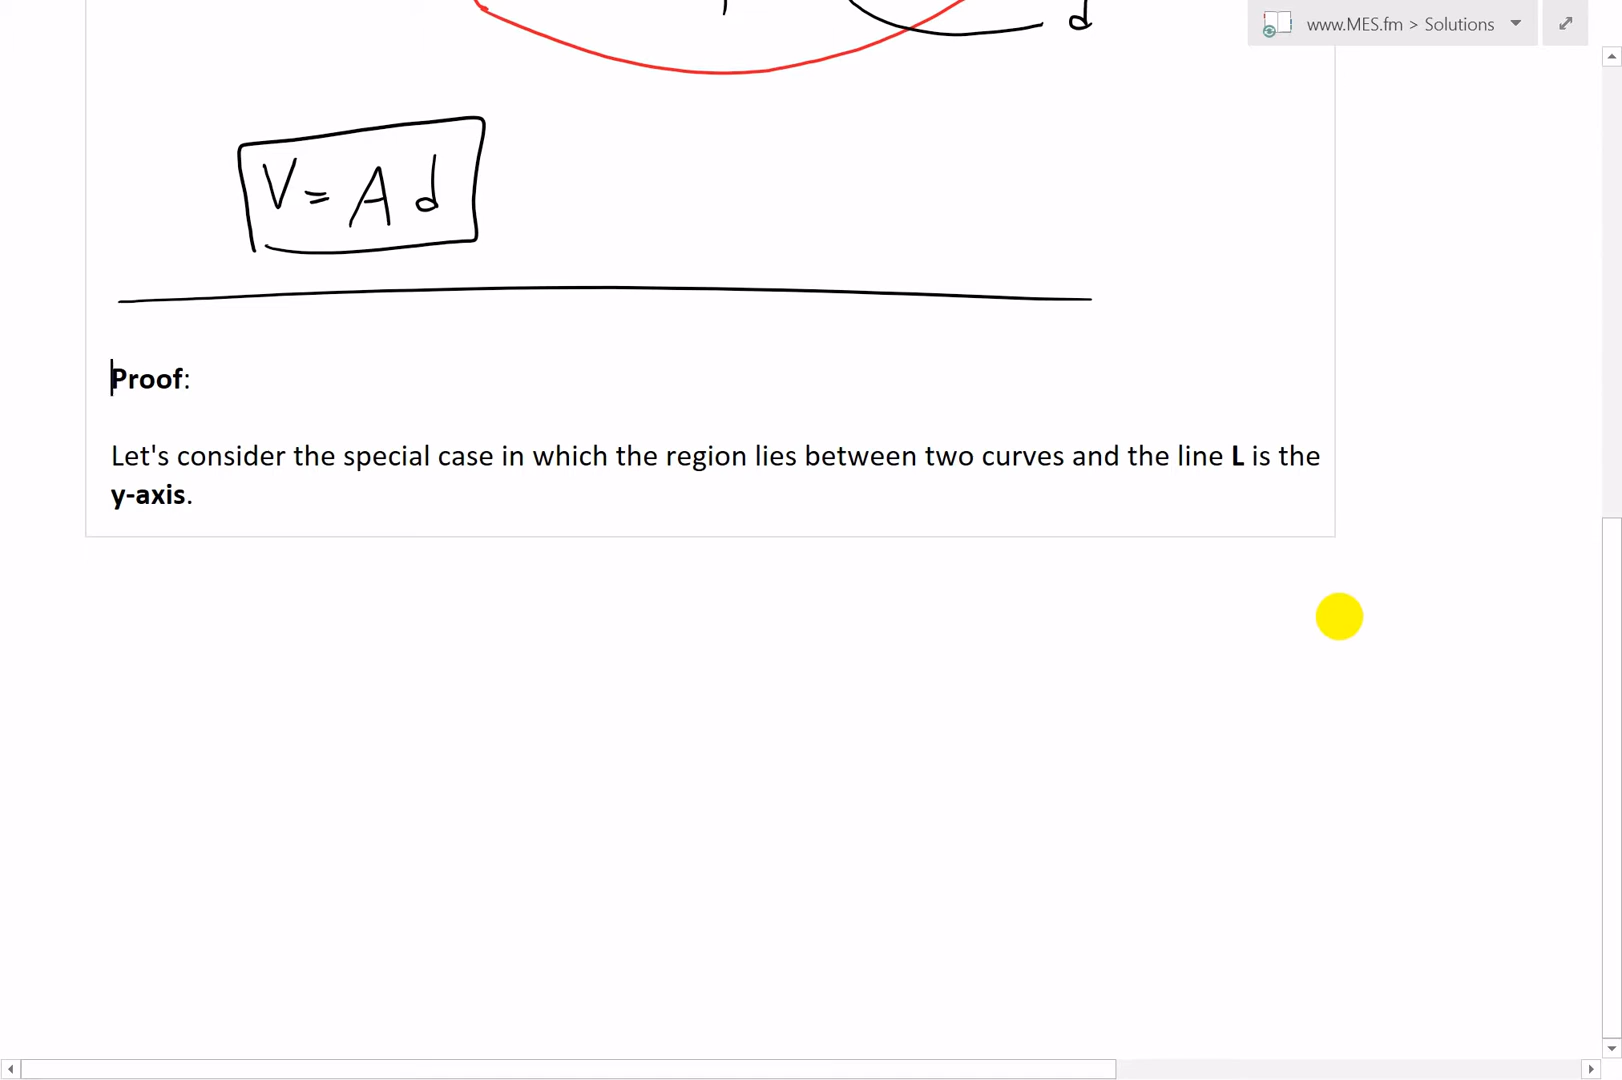 d
www.MES.fm > Solutions
V = A d
Proof:
Let's consider the special case in which the region lies between two curves and the line L is the
y-axis.